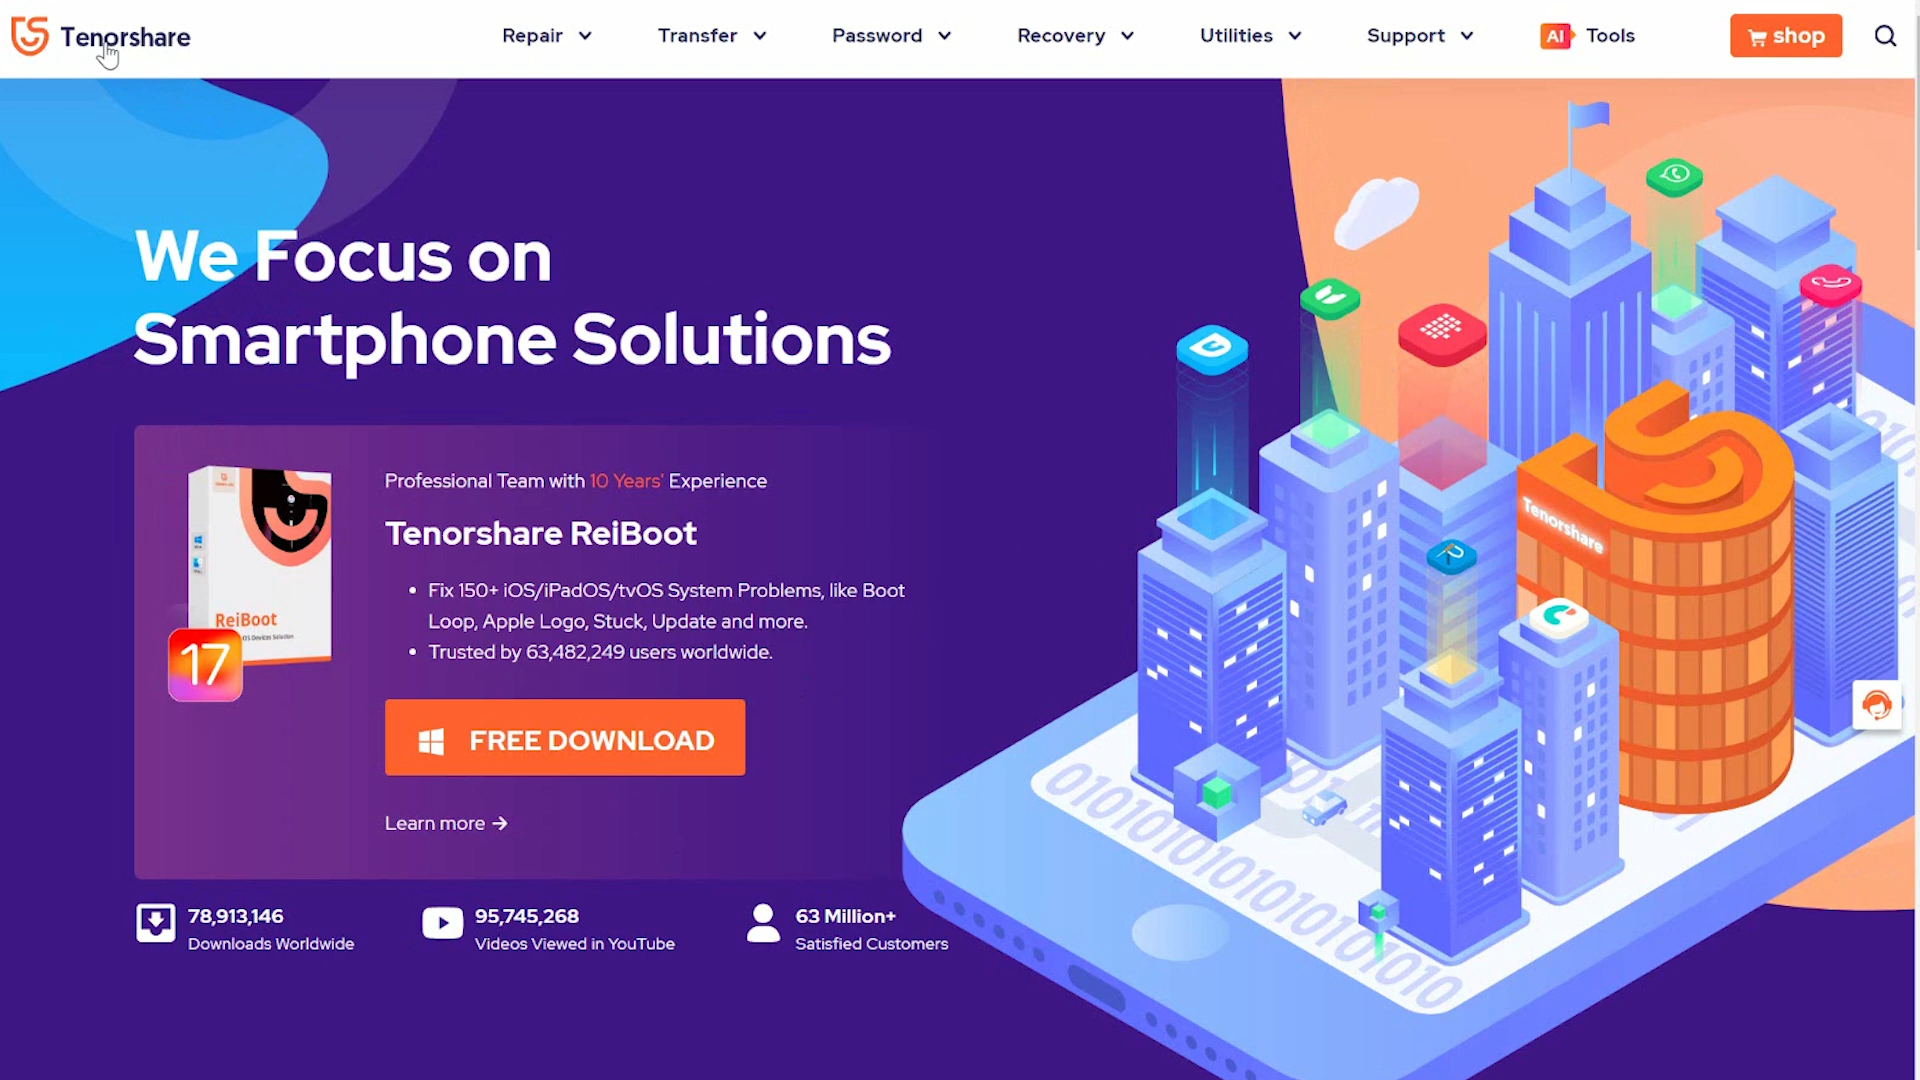 Tenorshare
Repair
Transfer
Password
Recovery
Utilities
Support
AI Tools
shop
We Focus on
Smartphone Solutions
Professional Team with 10 Years' Experience
Tenorshare ReiBoot
Fix 150+ iOS/iPadOS/tvOS System Problems, like Boot
Loop, Apple Logo, Stuck, Update and more.
Trusted by 63,482,249 users worldwide.
ReiBoot
17
FREE DOWNLOAD
Learn more →
78,913,146
Downloads Worldwide
95,745,268
Videos Viewed in YouTube
63 Million+
Satisfied Customers
Tenorshare
010101010101010101010